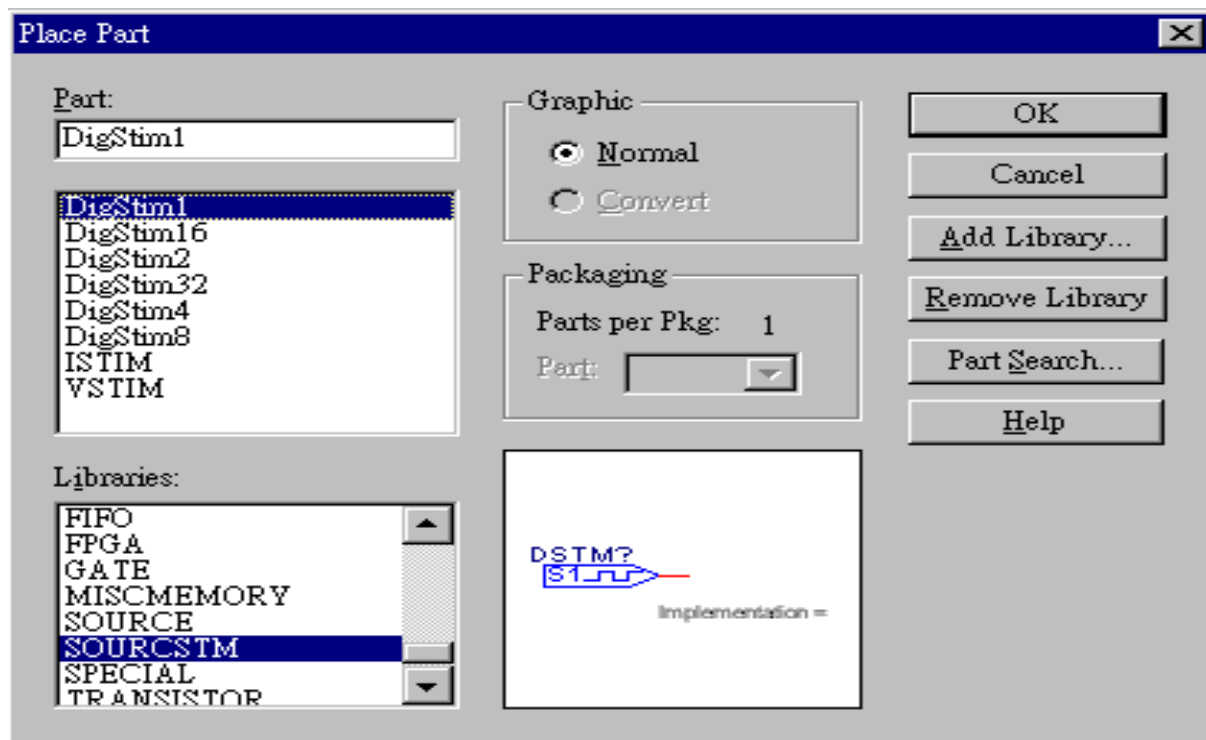 Place Part
Part:
DigStim1
DigStim1
DigStim16
DigStim2
DigStim32
DigStim4
DigStim8
ISTIM
VSTIM
Libraries:
FIFO
FPGA
GATE
MISCMEMORY
SOURCE
SOURCSTM
SPECIAL
TRANSISTOR
Graphic
Normal
Convert
Packaging
Parts per Pkg: 1
Part:
DSTM?
S1
Implementation =
OK
Cancel
Add Library...
Remove Library
Part Search...
Help